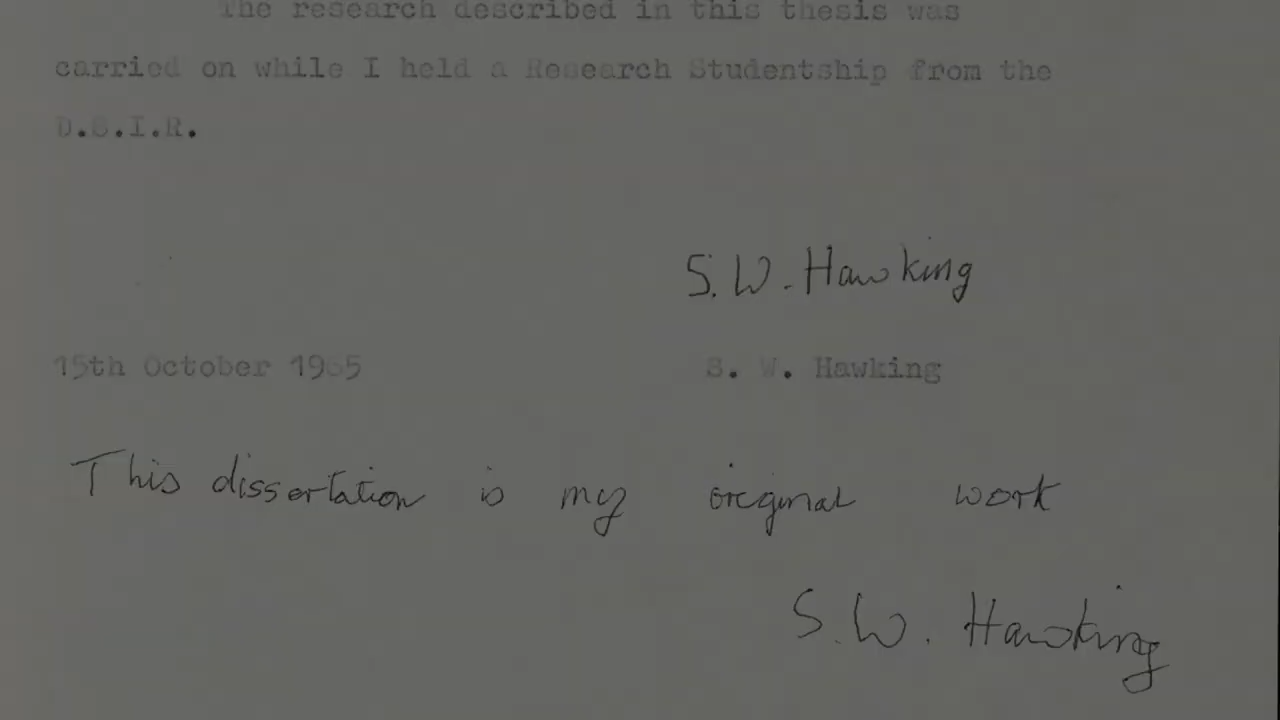 The research described in this thesis was
carried on while I held a Research Studentship from the
D.S.I.R.
S. W. Hawking
15th October 1965
S. W. Hawking
This dissertation is my original work
S. W. Hawking